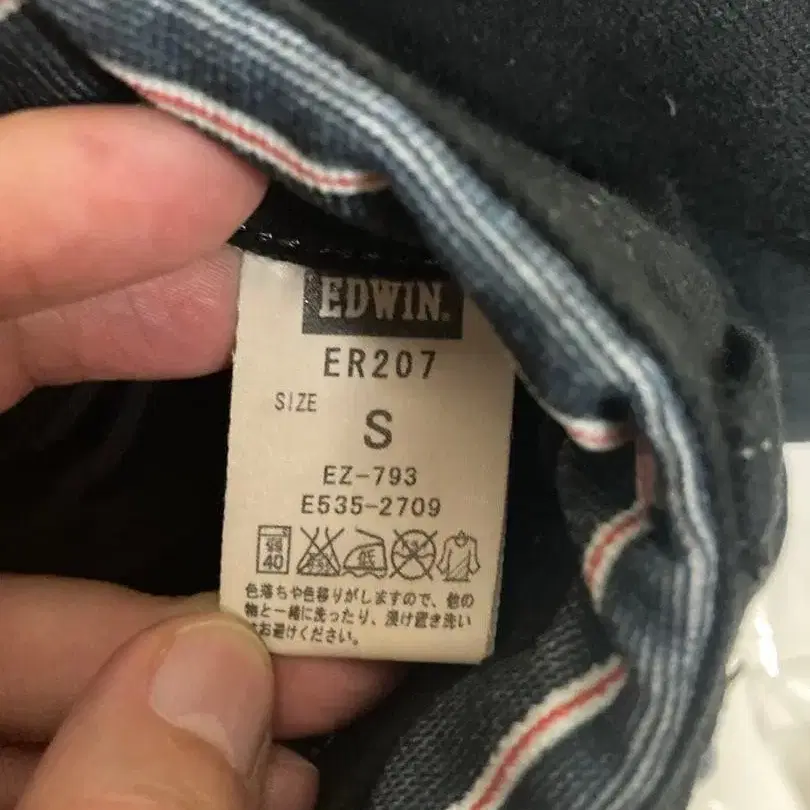 EDWIN.
ER207
SIZE
S
EZ-793
E535-2709
弱
40
低
色落ちや色移りがしますので、他の
物と一緒に洗ったり、浸け置き洗い
はお避けください。